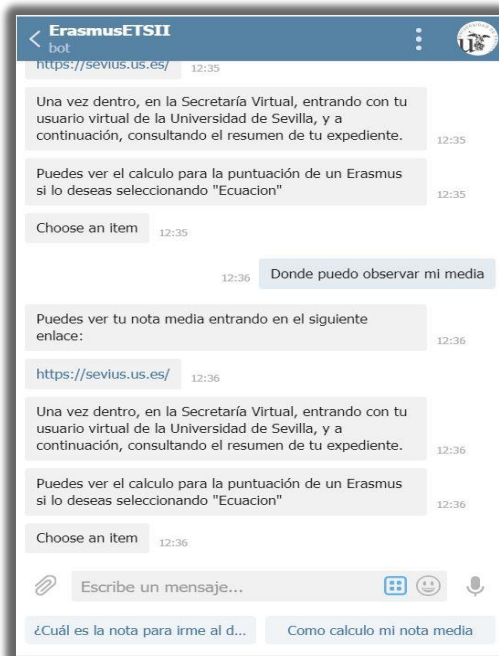 ErasmusETSII
bot
https://sevius.us.es/ 12:35
Una vez dentro, en la Secretaría Virtual, entrando con tu
usuario virtual de la Universidad de Sevilla, y a
continuación, consultando el resumen de tu expediente. 12:35
Puedes ver el calculo para la puntuación de un Erasmus
si lo deseas seleccionando "Ecuacion" 12:35
Choose an item 12:35
12:36 Donde puedo observar mi media
Puedes ver tu nota media entrando en el siguiente
enlace: 12:36
https://sevius.us.es/ 12:36
Una vez dentro, en la Secretaría Virtual, entrando con tu
usuario virtual de la Universidad de Sevilla, y a
continuación, consultando el resumen de tu expediente. 12:36
Puedes ver el calculo para la puntuación de un Erasmus
si lo deseas seleccionando "Ecuacion" 12:36
Choose an item 12:36
Escribe un mensaje...
¿Cuál es la nota para irme al d... Como calculo mi nota media